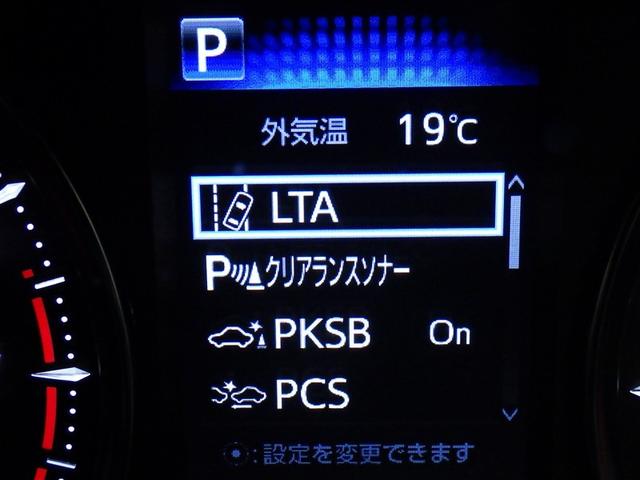 P
外気温 19℃
LTA
Pクリアランスソナー
PKSB On
PCS
:設定を変更できます